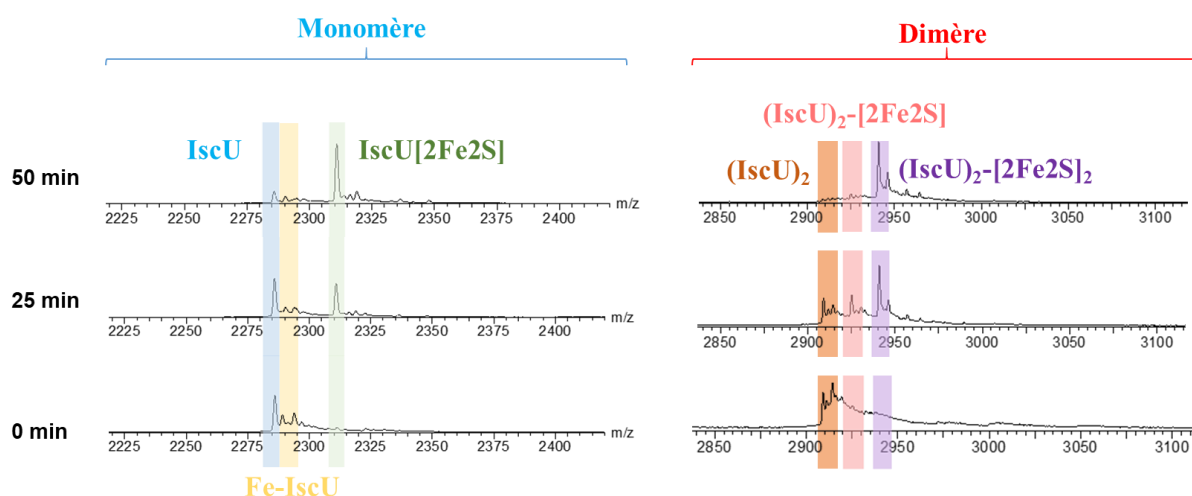 Monomère
Dimère
(IscU)₂-[2Fe2S]
IscU
IscU[2Fe2S]
(IscU)₂
(IscU)₂-[2Fe2S]₂
50 min
2225 2250 2275 2300 2325 2350 2375 2400 m/z
2850 2900 2950 3000 3050 3100 m/z
25 min
2225 2250 2275 2300 2325 2350 2375 2400 m/z
2850 2900 2950 3000 3050 3100 m/z
0 min
2225 2250 2275 2300 2325 2350 2375 2400 m/z
2850 2900 2950 3000 3050 3100 m/z
Fe-IscU